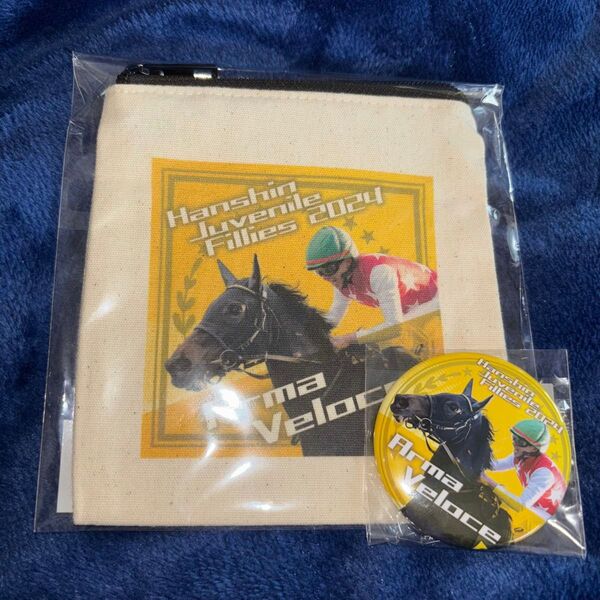 Hanshin
Juvenile
Fillies 2024
Arma
Veloce
Hanshin
Juvenile
Fillies 2024
Arma
Veloce